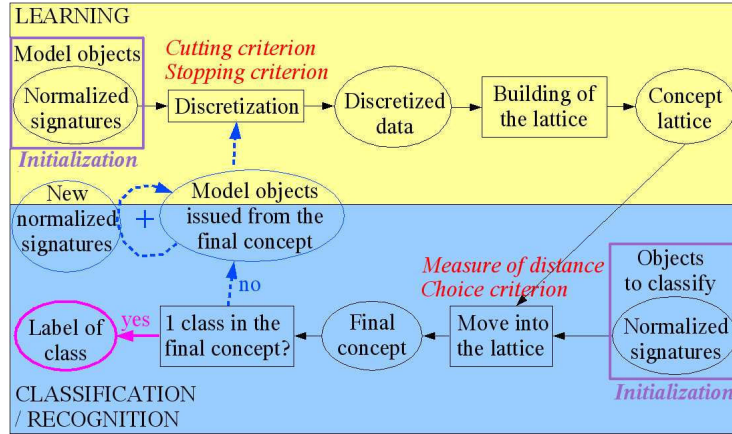 LEARNING
Model objects
Normalized
signatures
Initialization
Cutting criterion
Stopping criterion
Discretization
Discretized
data
Building of
the lattice
Concept
lattice
New
normalized
signatures
+
Model objects
issued from the
final concept
no
Measure of distance
Choice criterion
Objects
to classify
Label of
class
yes
1 class in the
final concept?
Final
concept
Move into
the lattice
Normalized
signatures
Initialization
CLASSIFICATION
/ RECOGNITION